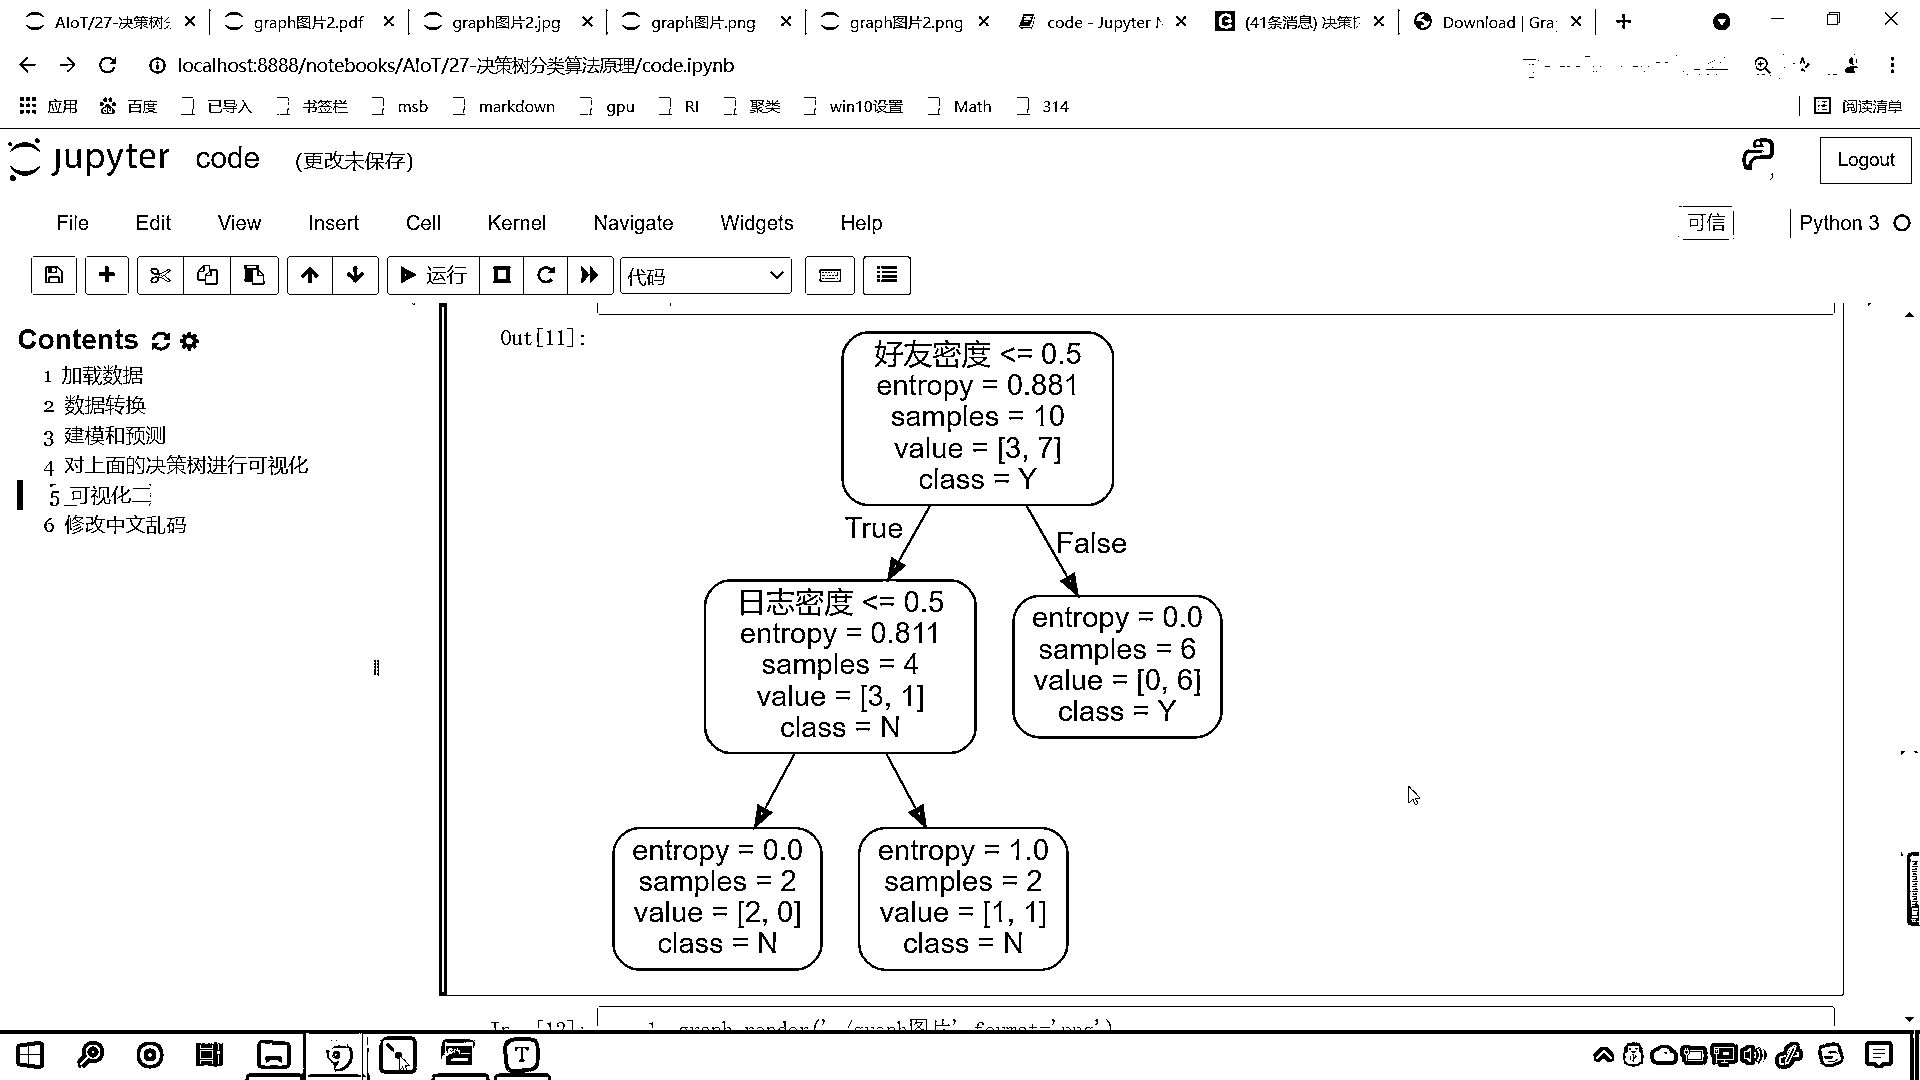 AIoT/27-决策树分
graph图片2.pdf
graph图片2.jpg
graph图片.png
graph图片2.png
code - Jupyter N
(41条消息) 决策
Download | Gra
localhost:8888/notebooks/AIoT/27-决策树分类算法原理/code.ipynb
应用
百度
已导入
书签栏
msb
markdown
gpu
RI
聚类
win10设置
Math
314
阅读清单
jupyter code (更改未保存)
Logout
File Edit View Insert Cell Kernel Navigate Widgets Help
可信
Python 3
运行
代码
Contents
1 加载数据
2 数据转换
3 建模和预测
4 对上面的决策树进行可视化
5 可视化二
6 修改中文乱码
Out[11]:
好友密度 <= 0.5
entropy = 0.881
samples = 10
value = [3, 7]
class = Y
True
False
日志密度 <= 0.5
entropy = 0.811
samples = 4
value = [3, 1]
class = N
entropy = 0.0
samples = 6
value = [0, 6]
class = Y
entropy = 0.0
samples = 2
value = [2, 0]
class = N
entropy = 1.0
samples = 2
value = [1, 1]
class = N
In [12]: 1 graph.render('./graph图片',format='png')
T